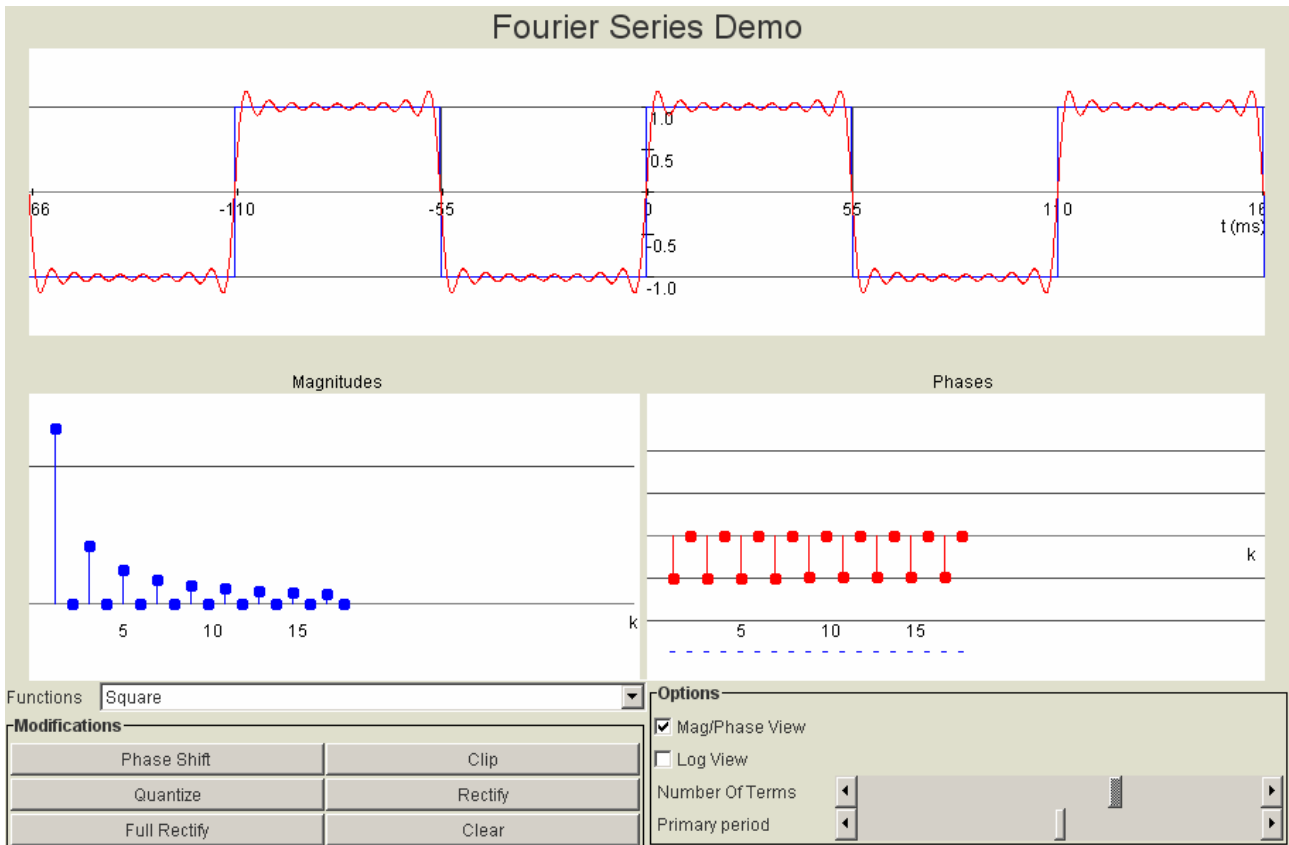 Fourier Series Demo
1.0
0.5
66 -110 -55 0 55 110 16
t (ms)
-0.5
-1.0
Magnitudes Phases
k
k
5 10 15
5 10 15
Functions Square
Options
Modifications
Mag/Phase View
Phase Shift Clip
Log View
Quantize Rectify
Number Of Terms
Full Rectify Clear
Primary period